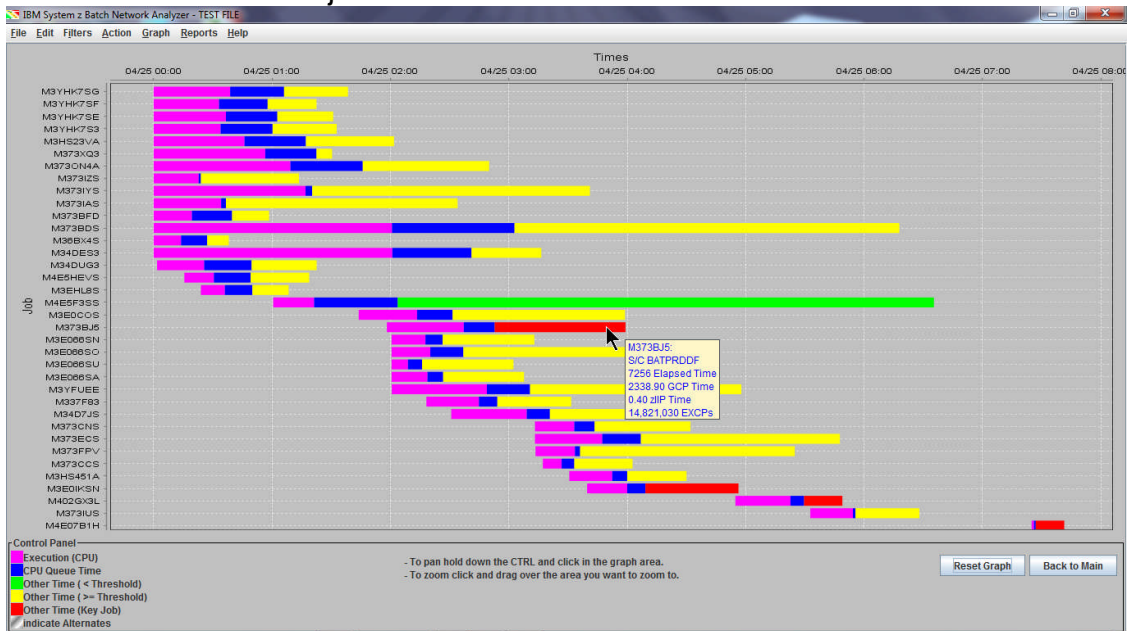 IBM System z Batch Network Analyzer - TEST FILE
File Edit Filters Action Graph Reports Help
Times
04/25 00:00 04/25 01:00 04/25 02:00 04/25 03:00 04/25 04:00 04/25 05:00 04/25 06:00 04/25 07:00 04/25 08:00
Job
M3YHK7SG
M3YHK7SF
M3YHK7SE
M3YHK7S3
M3HS23VA
M373XQ3
M373ON4A
M373IZS
M373IYS
M373IAS
M373BFD
M373BDS
M36BX4S
M34DES3
M34DUG3
M4E5HEVS
M3EHL8S
M4E5F3SS
M3E0COS
M373BJ5
M3E066SN
M3E066SO
M3E066SU
M3E066SA
M3YFUEE
M337F83
M34D7JS
M373CNS
M373ECS
M373FPV
M373CCS
M3HS451A
M3E0IKSN
M402GX3L
M373IUS
M4E07B1H
M373BJ5:
S/C BATPRDDF
7256 Elapsed Time
2338.90 GCP Time
0.40 zIIP Time
14,821,030 EXCPs
Control Panel
Execution (CPU)
CPU Queue Time
Other Time ( < Threshold)
Other Time ( >= Threshold)
Other Time (Key Job)
Indicate Alternates
- To pan hold down the CTRL and click in the graph area.
- To zoom click and drag over the area you want to zoom to.
Reset Graph Back to Main